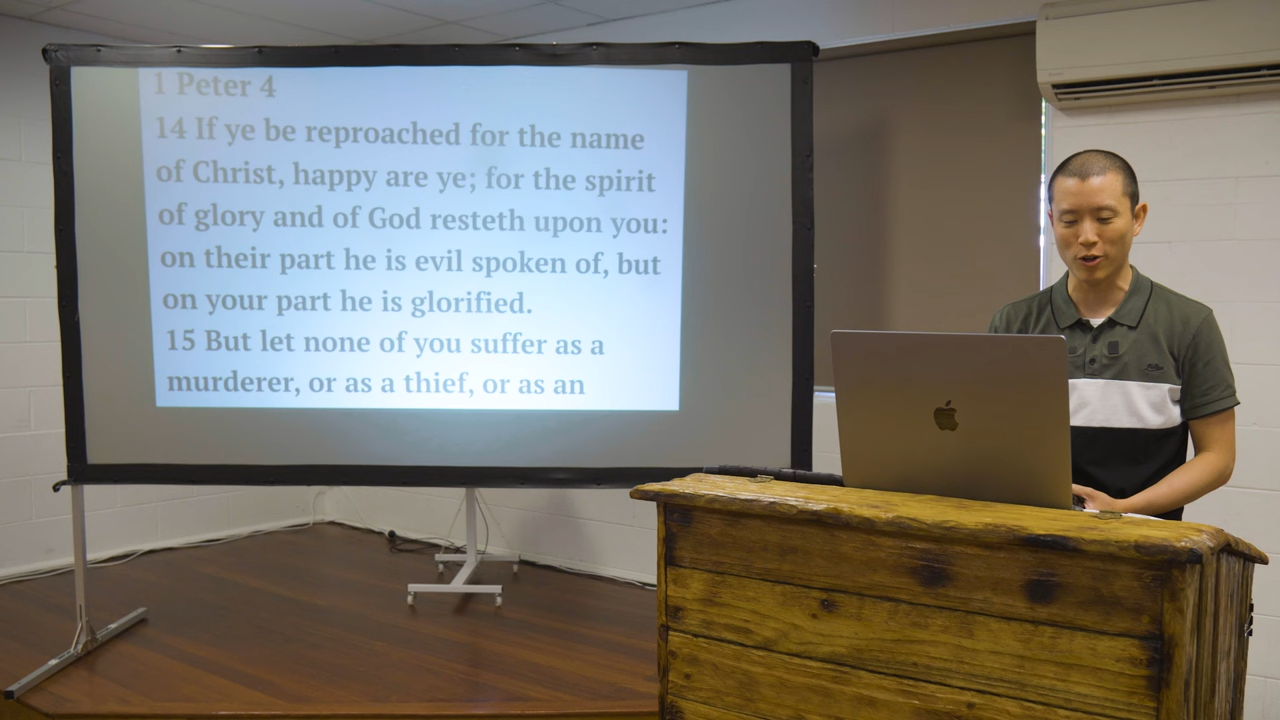 1 Peter 4
14 If ye be reproached for the name
of Christ, happy are ye; for the spirit
of glory and of God resteth upon you:
on their part he is evil spoken of, but
on your part he is glorified.
15 But let none of you suffer as a
murderer, or as a thief, or as an